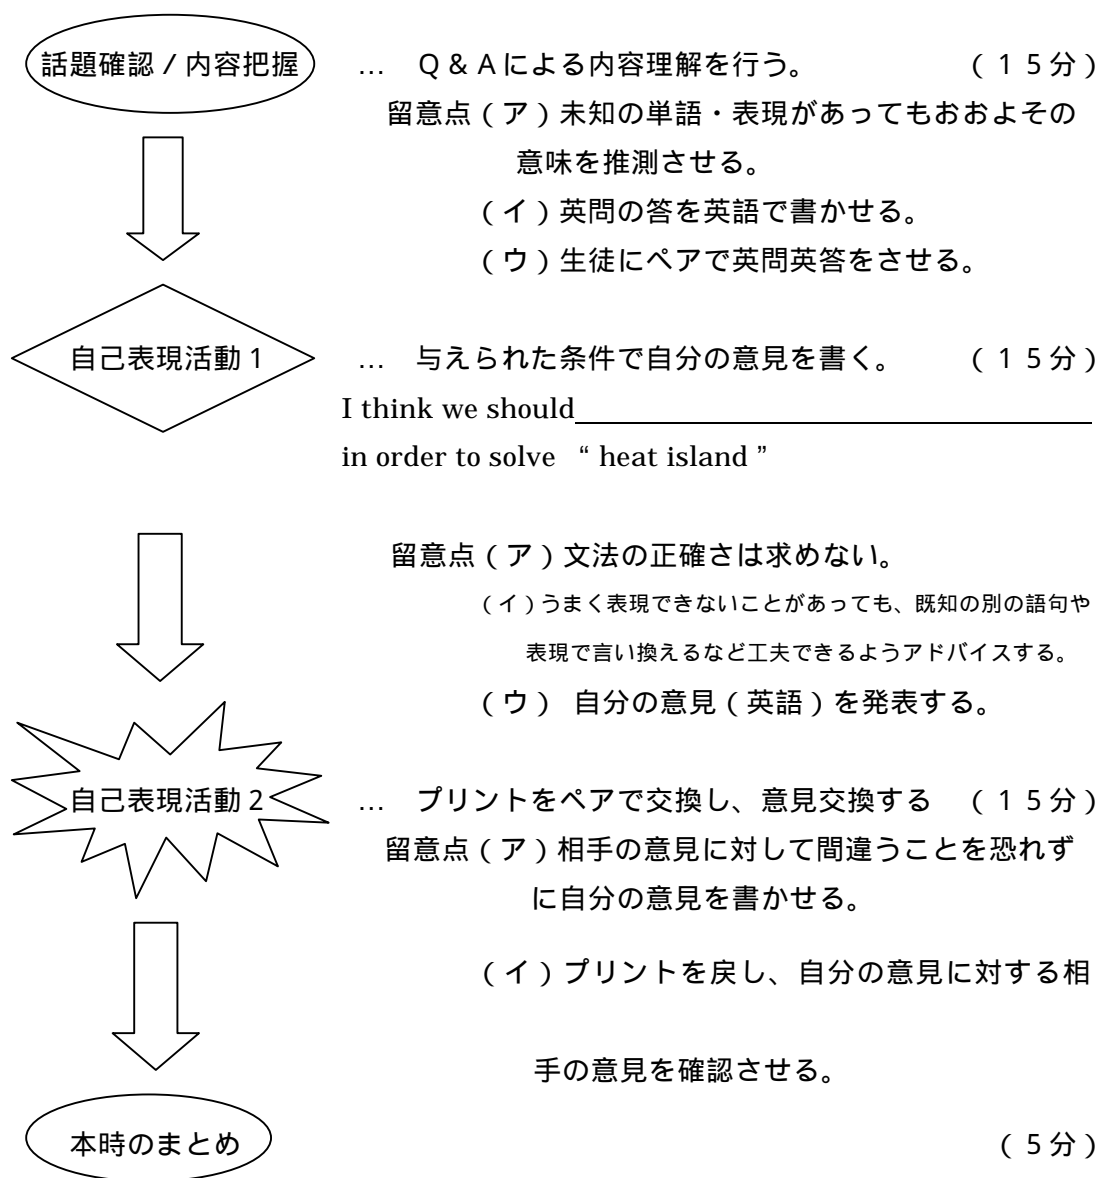 話題確認/内容把握 … Q&Aによる内容理解を行う。 (15分)
留意点(ア)未知の単語・表現があってもおおよその
意味を推測させる。
(イ)英問の答を英語で書かせる。
(ウ)生徒にペアで英問英答をさせる。
自己表現活動1 … 与えられた条件で自分の意見を書く。 (15分)
I think we should
in order to solve “ heat island ”
留意点(ア)文法の正確さは求めない。
(イ)うまく表現できないことがあっても、既知の別の語句や
表現で言い換えるなど工夫できるようアドバイスする。
(ウ) 自分の意見(英語)を発表する。
自己表現活動2 … プリントをペアで交換し、意見交換する (15分)
留意点(ア)相手の意見に対して間違うことを恐れず
に自分の意見を書かせる。
(イ)プリントを戻し、自分の意見に対する相
手の意見を確認させる。
本時のまとめ (5分)